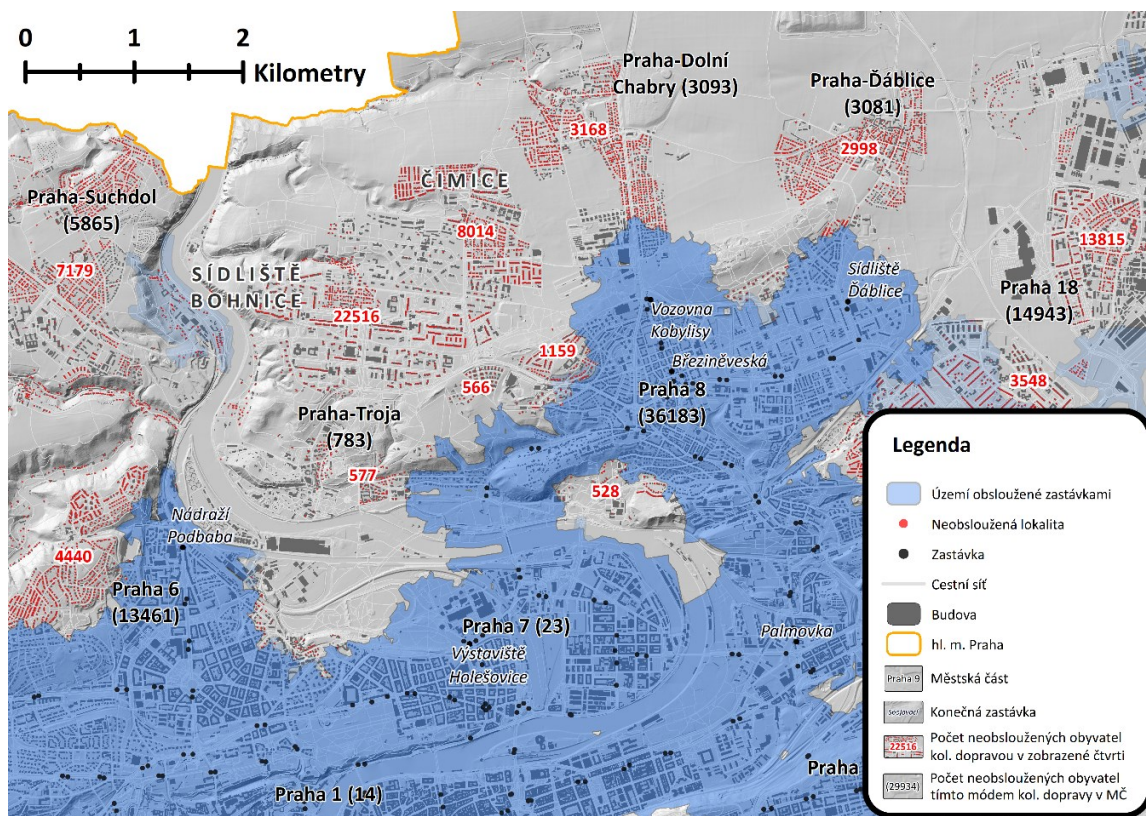 0 1 2
Kilometry
Praha-Dolní
Chabry (3093)
Praha-Ďáblice
(3081)
3168
2998
Praha-Suchdol
(5865)
ČIMICE
8014
13815
7179
SÍDLIŠTĚ
BOHNICE
22516
Sídliště
Ďáblice
Praha 18
(14943)
Vozovna
Kobylisy
1159
Březiněveská
566
3548
Praha 8
(36183)
Praha-Troja
(783)
577
528
Nádraží
Podbaba
4440
Praha 6
(13461)
Praha 7 (23)
Výstaviště
Holešovice
Palmovka
Praha
Praha 1 (14)
Legenda
Území obsloužené zastávkami
Neobsloužená lokalita
Zastávka
Cestní síť
Budova
hl. m. Praha
Praha 9 Městská část
Konečná zastávka
22516 Počet neobsloužených obyvatel
kol. dopravou v zobrazené čtvrti
(29934) Počet neobsloužených obyvatel
tímto módem kol. dopravy v MČ